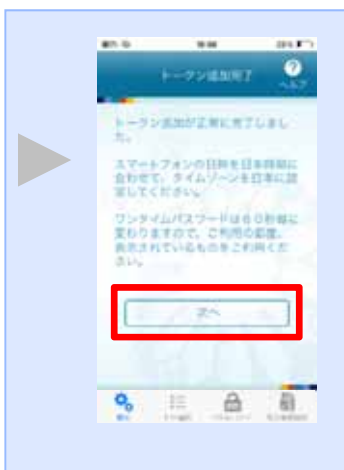 トークン追加完了
?
ヘルプ
トークン追加が正常に完了しまし
た。
スマートフォンの日時を日本時間に
合わせて、タイムゾーンを日本に設
定してください。
ワンタイムパスワードは60秒毎に
変わりますので、ご利用の都度、
表示されているものをご利用くだ
さい。
次へ